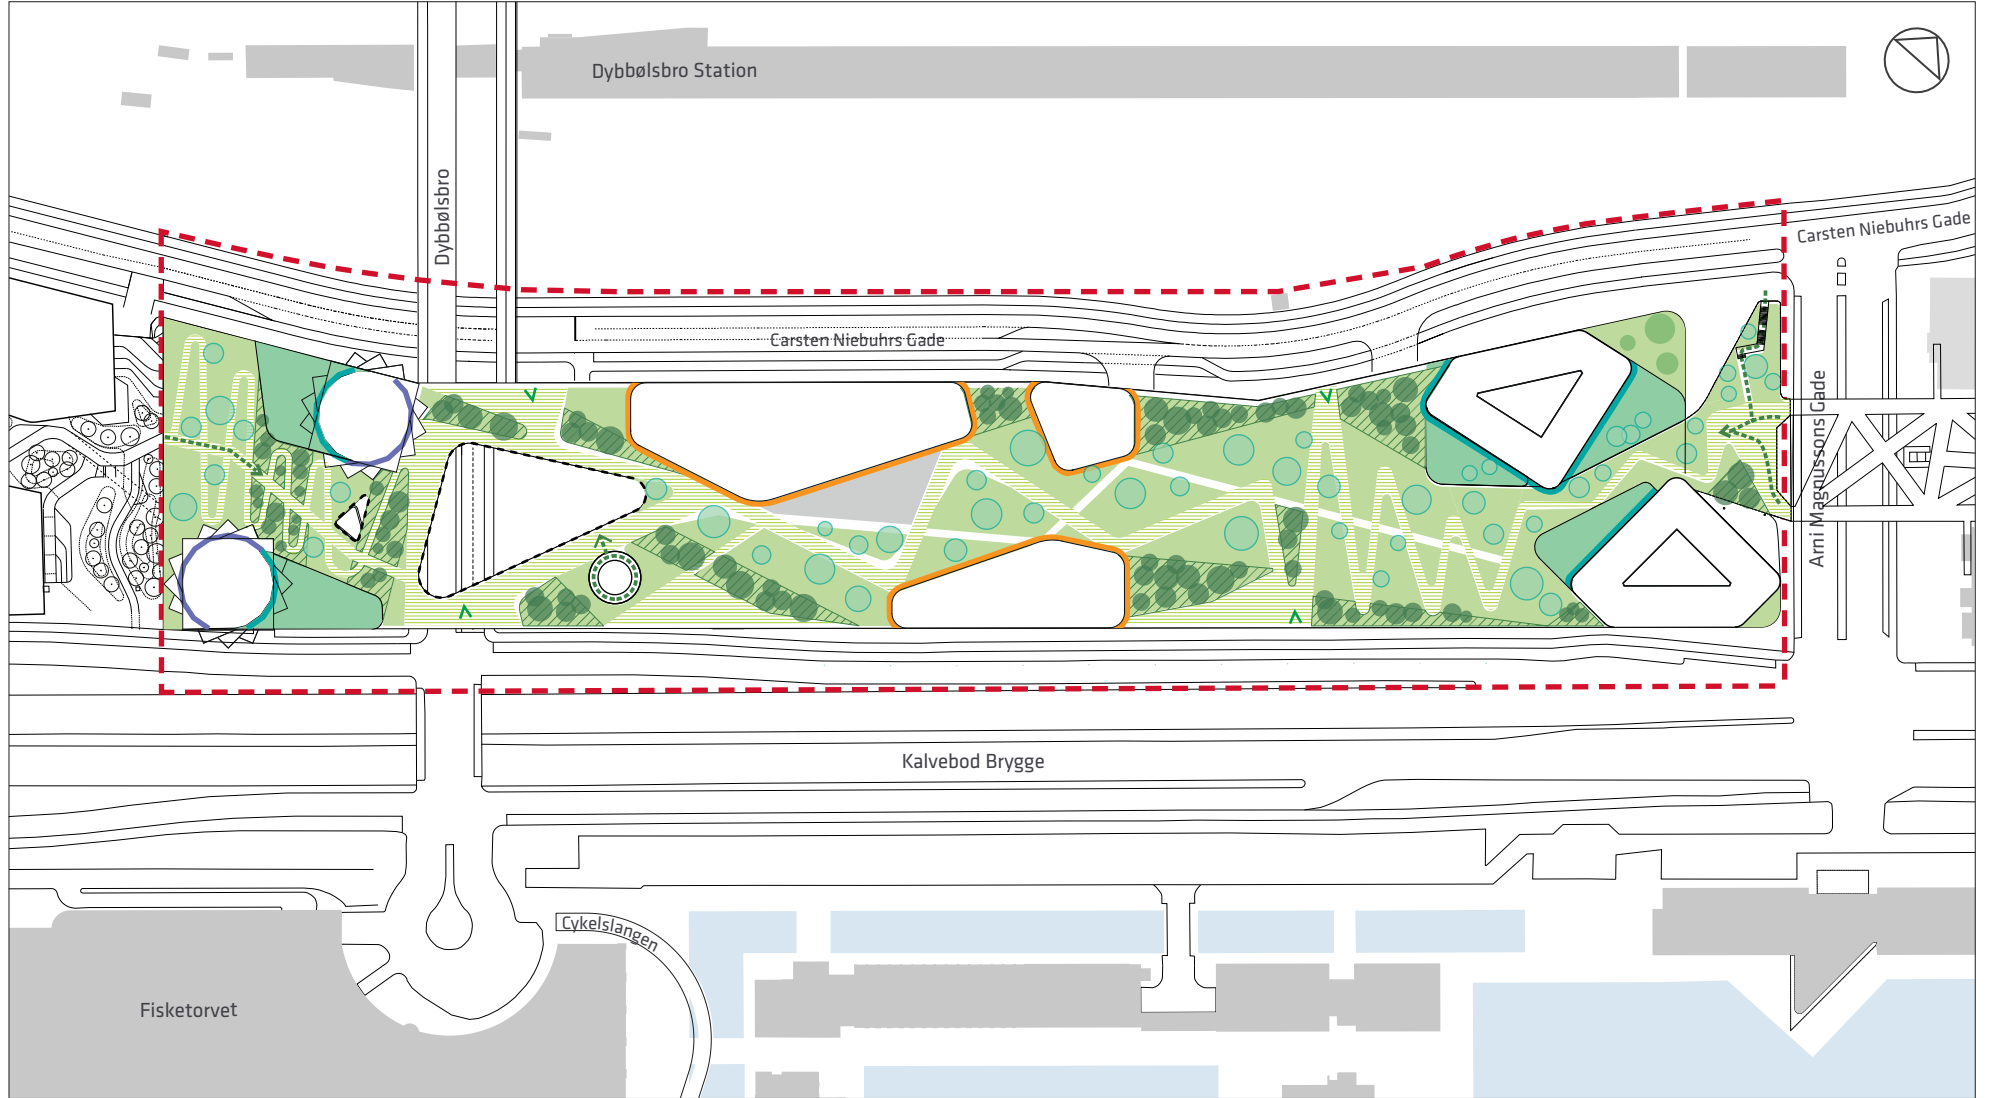 Dybbølsbro Station
Dybbølsbro
Carsten Niebuhrs Gade
Carsten Niebuhrs Gade
Arni Magnussons Gade
Kalvebod Brygge
Cykelslangen
Fisketorvet